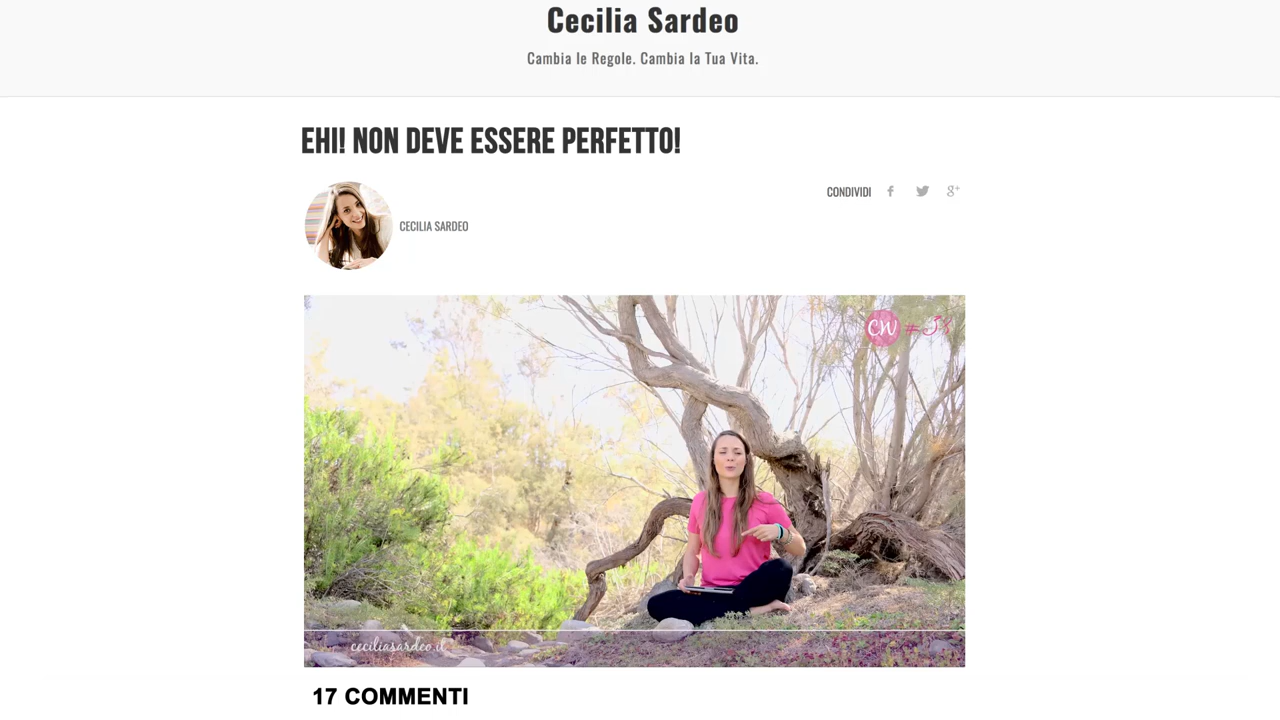 Cecilia Sardeo
Cambia le Regole. Cambia la Tua Vita.
EHI! NON DEVE ESSERE PERFETTO!
CONDIVIDI
CECILIA SARDEO
CW
ceciliasardeo.it
17 COMMENTI